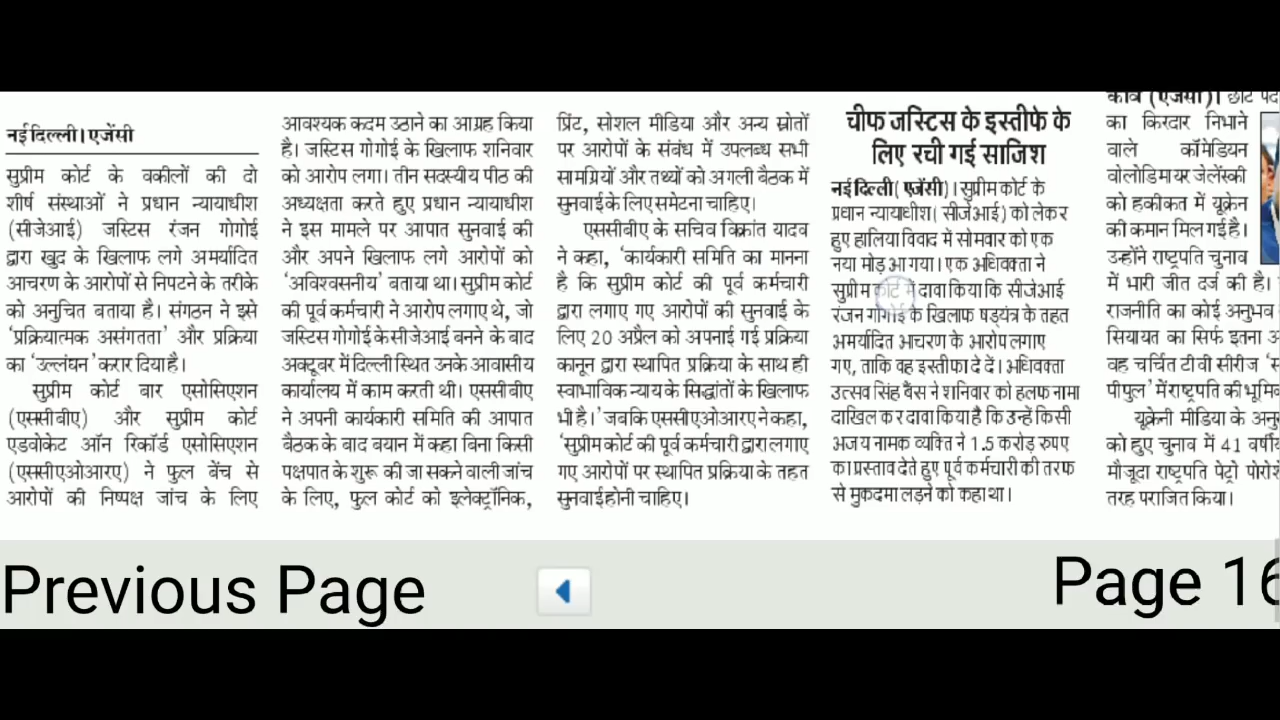 नई दिल्ली। एजेंसी
सुप्रीम कोर्ट के वकीलों की दो
शीर्ष संस्थाओं ने प्रधान न्यायाधीश
(सीजेआई) जस्टिस रंजन गोगोई
द्वारा खुद के खिलाफ लगे अमर्यादित
आचरण के आरोपों से निपटने के तरीके
को अनुचित बताया है। संगठन ने इसे
'प्रक्रियात्मक असंगतता' और प्रक्रिया
का 'उल्लंघन' करार दिया है।
सुप्रीम कोर्ट बार एसोसिएशन
(एससीबीए) और सुप्रीम कोर्ट
एडवोकेट ऑन रिकॉर्ड एसोसिएशन
(एससीएओआरए) ने फुल बेंच से
आरोपों की निष्पक्ष जांच के लिए
आवश्यक कदम उठाने का आग्रह किया
है। जस्टिस गोगोई के खिलाफ शनिवार
को आरोप लगा। तीन सदस्यीय पीठ की
अध्यक्षता करते हुए प्रधान न्यायाधीश
ने इस मामले पर आपात सुनवाई की
और अपने खिलाफ लगे आरोपों को
'अविश्वसनीय' बताया था। सुप्रीम कोर्ट
की पूर्व कर्मचारी ने आरोप लगाए थे, जो
जस्टिस गोगोई के सीजेआई बनने के बाद
अक्टूबर में दिल्ली स्थित उनके आवासीय
कार्यालय में काम करती थी। एससीबीए
ने अपनी कार्यकारी समिति की आपात
बैठक के बाद बयान में कहा बिना किसी
पक्षपात के शुरू की जा सकने वाली जांच
के लिए, फुल कोर्ट को इलेक्ट्रॉनिक,
प्रिंट, सोशल मीडिया और अन्य स्रोतों
पर आरोपों के संबंध में उपलब्ध सभी
सामग्रियों और तथ्यों को अगली बैठक में
सुनवाई के लिए समेटना चाहिए।
एससीबीए के सचिव विक्रांत यादव
ने कहा, 'कार्यकारी समिति का मानना
है कि सुप्रीम कोर्ट की पूर्व कर्मचारी
द्वारा लगाए गए आरोपों की सुनवाई के
लिए 20 अप्रैल को अपनाई गई प्रक्रिया
कानून द्वारा स्थापित प्रक्रिया के साथ ही
स्वाभाविक न्याय के सिद्धांतों के खिलाफ
भी है।' जबकि एससीएओआरए ने कहा,
'सुप्रीम कोर्ट की पूर्व कर्मचारी द्वारा लगाए
गए आरोपों पर स्थापित प्रक्रिया के तहत
सुनवाई होनी चाहिए।
चीफ जस्टिस के इस्तीफे के
लिए रची गई साजिश
नई दिल्ली( एजेंसी)। सुप्रीम कोर्ट के
प्रधान न्यायाधीश( सीजेआई) को लेकर
हुए हालिया विवाद में सोमवार को एक
नया मोड़ आ गया। एक अधिवक्ता ने
सुप्रीम कोर्ट में दावा किया कि सीजेआई
रंजन गोगोई के खिलाफ षड्यंत्र के तहत
अमर्यादित आचरण के आरोप लगाए
गए, ताकि वह इस्तीफा दे दें। अधिवक्ता
उत्सव सिंह बैंस ने शनिवार को हलफ नामा
दाखिल कर दावा किया है कि उन्हें किसी
अजय नामक व्यक्ति ने 1.5 करोड़ रुपए
का प्रस्ताव देते हुए पूर्व कर्मचारी की तरफ
से मुकदमा लड़ने को कहा था।
(एजेंसी)। छोटे
का किरदार निभाने
वाले कॉमेडियन
वोलोडिमायर जेलेंस्की
को हकीकत में यूक्रेन
की कमान मिल गई है।
उन्होंने राष्ट्रपति चुनाव
में भारी जीत दर्ज की है।
राजनीति का कोई अनुभव
सियायत का सिर्फ इतना
वह चर्चित टीवी सीरीज
पीपुल' में राष्ट्रपति की
यूक्रेनी मीडिया के
को हुए चुनाव में 41
मौजूदा राष्ट्रपति पेट्रो
तरह पराजित किया।
Previous Page
Page 16